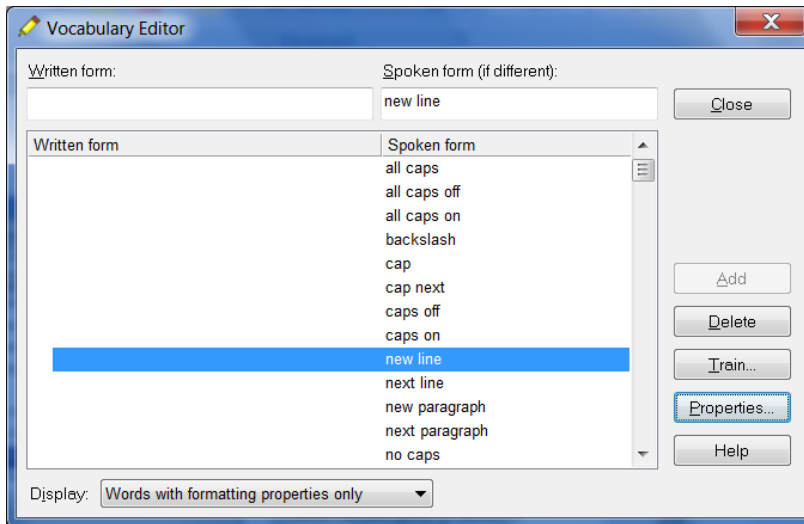 Vocabulary Editor
Written form: Spoken form (if different):
new line
Close
Written form Spoken form
all caps
all caps off
all caps on
backslash
cap
cap next
Add
caps off
Delete
caps on
new line
Train...
next line
new paragraph
Properties...
next paragraph
no caps
Help
Display: Words with formatting properties only